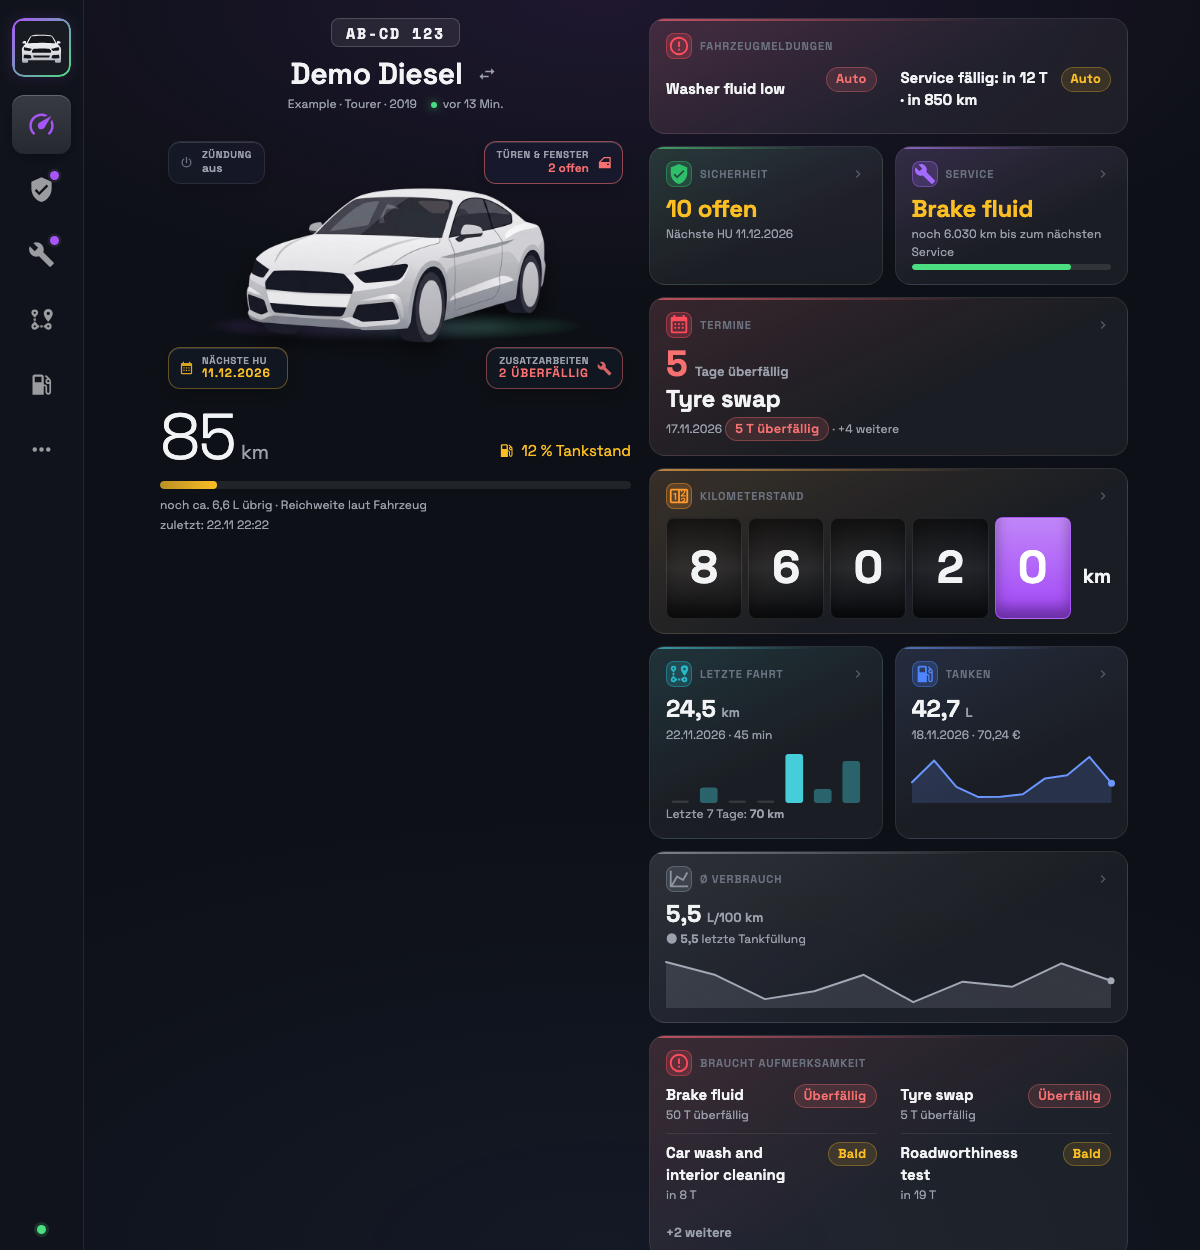 AB-CD 123
Demo Diesel
Example · Tourer · 2019 vor 13 Min.
ZÜNDUNG
aus
TÜREN & FENSTER
2 offen
NÄCHSTE HU
11.12.2026
ZUSATZARBEITEN
2 ÜBERFÄLLIG
85 km
12 % Tankstand
noch ca. 6,6 L übrig · Reichweite laut Fahrzeug
zuletzt: 22.11 22:22
FAHRZEUGMELDUNGEN
Washer fluid low Auto
Service fällig: in 12 T Auto
· in 850 km
SICHERHEIT
10 offen
Nächste HU 11.12.2026
SERVICE
Brake fluid
noch 6.030 km bis zum nächsten
Service
TERMINE
5 Tage überfällig
Tyre swap
17.11.2026 5 T überfällig · +4 weitere
KILOMETERSTAND
8 6 0 2 0 km
LETZTE FAHRT
24,5 km
22.11.2026 · 45 min
Letzte 7 Tage: 70 km
TANKEN
42,7 L
18.11.2026 · 70,24 €
Ø VERBRAUCH
5,5 L/100 km
5,5 letzte Tankfüllung
BRAUCHT AUFMERKSAMKEIT
Brake fluid Überfällig
50 T überfällig
Tyre swap Überfällig
5 T überfällig
Car wash and Bald
interior cleaning
in 8 T
Roadworthiness Bald
test
in 19 T
+2 weitere